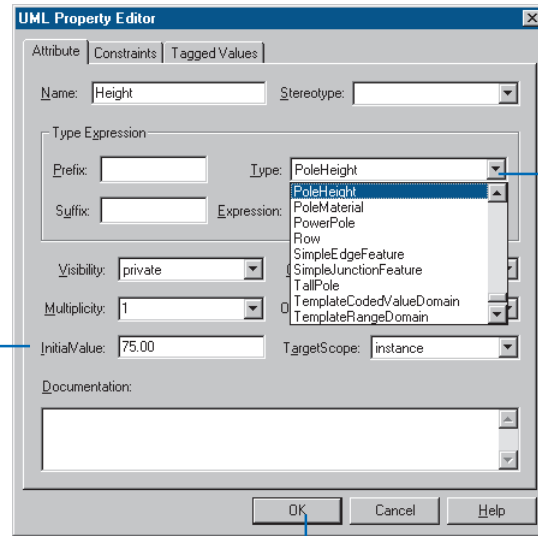 UML Property Editor
Attribute Constraints Tagged Values
Name: Height Stereotype:
Type Expression
Prefix: Type: PoleHeight
PoleHeight
PoleMaterial
Suffix: Expression:
PowerPole
Row
SimpleEdgeFeature
Visibility: private SimpleJunctionFeature
TallPole
Multiplicity: 1 TemplateCodedValueDomain
TemplateRangeDomain
InitialValue: 75.00 TargetScope: instance
Documentation:
OK Cancel Help